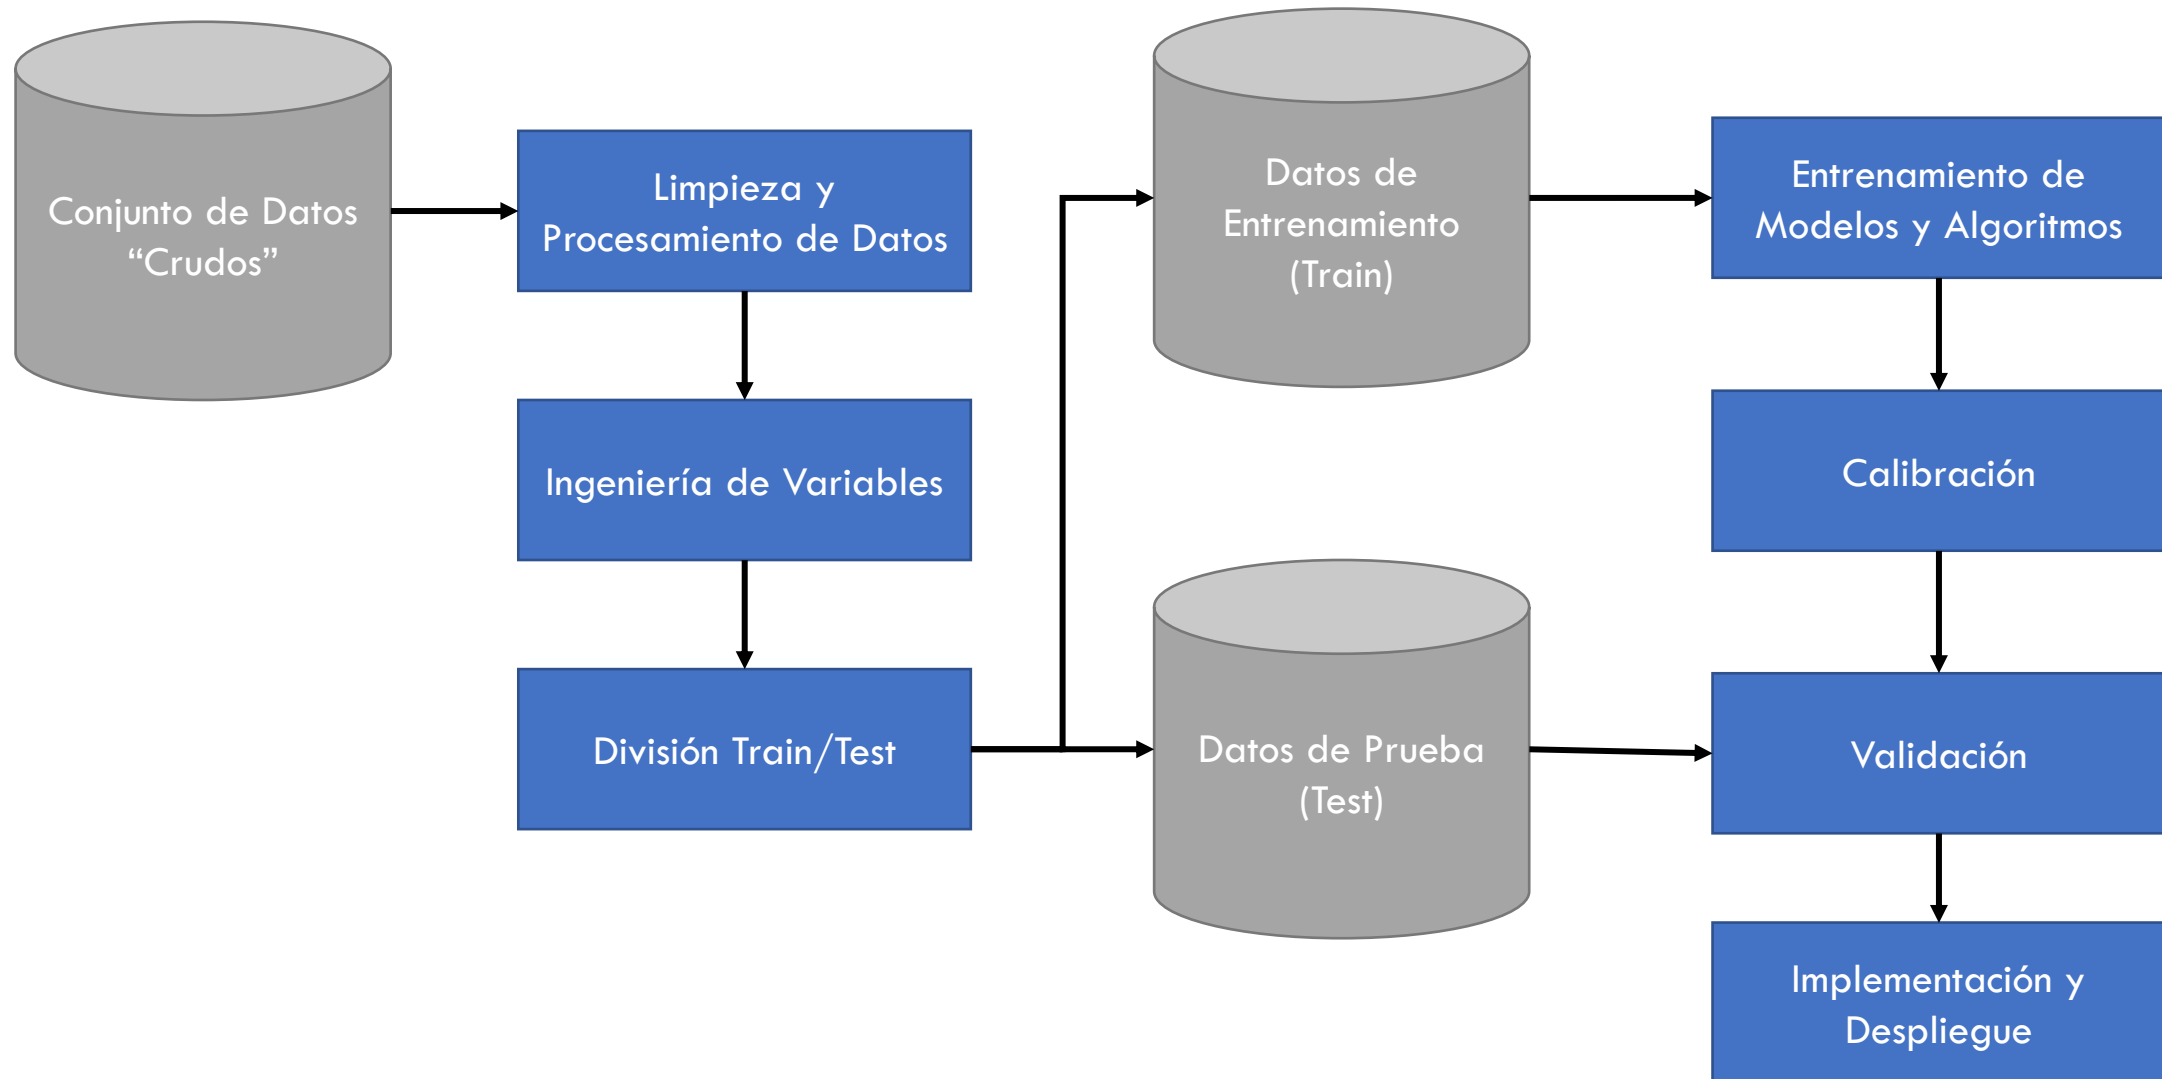 Conjunto de Datos
“Crudos”
Limpieza y
Procesamiento de Datos
Ingeniería de Variables
División Train/Test
Datos de
Entrenamiento
(Train)
Datos de Prueba
(Test)
Entrenamiento de
Modelos y Algoritmos
Calibración
Validación
Implementación y
Despliegue